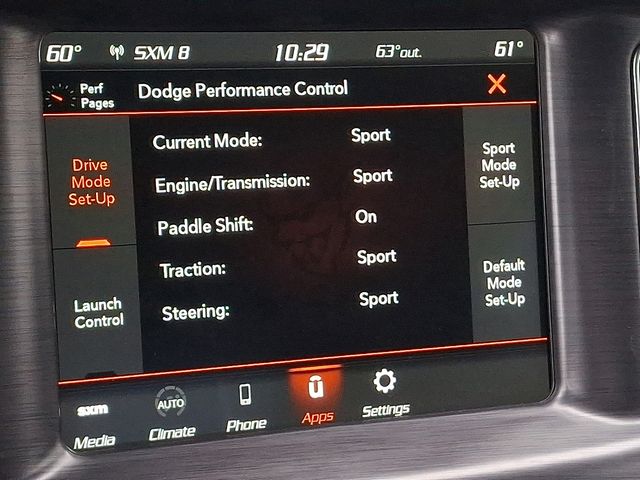 60° SXM 8 10:29 63°out. 61°
Perf
Pages
Dodge Performance Control
Drive
Mode
Set-Up
Current Mode: Sport
Engine/Transmission: Sport
Paddle Shift: On
Traction: Sport
Steering: Sport
Sport
Mode
Set-Up
Launch
Control
Default
Mode
Set-Up
sxm
Media
AUTO
Climate
Phone
Apps
Settings